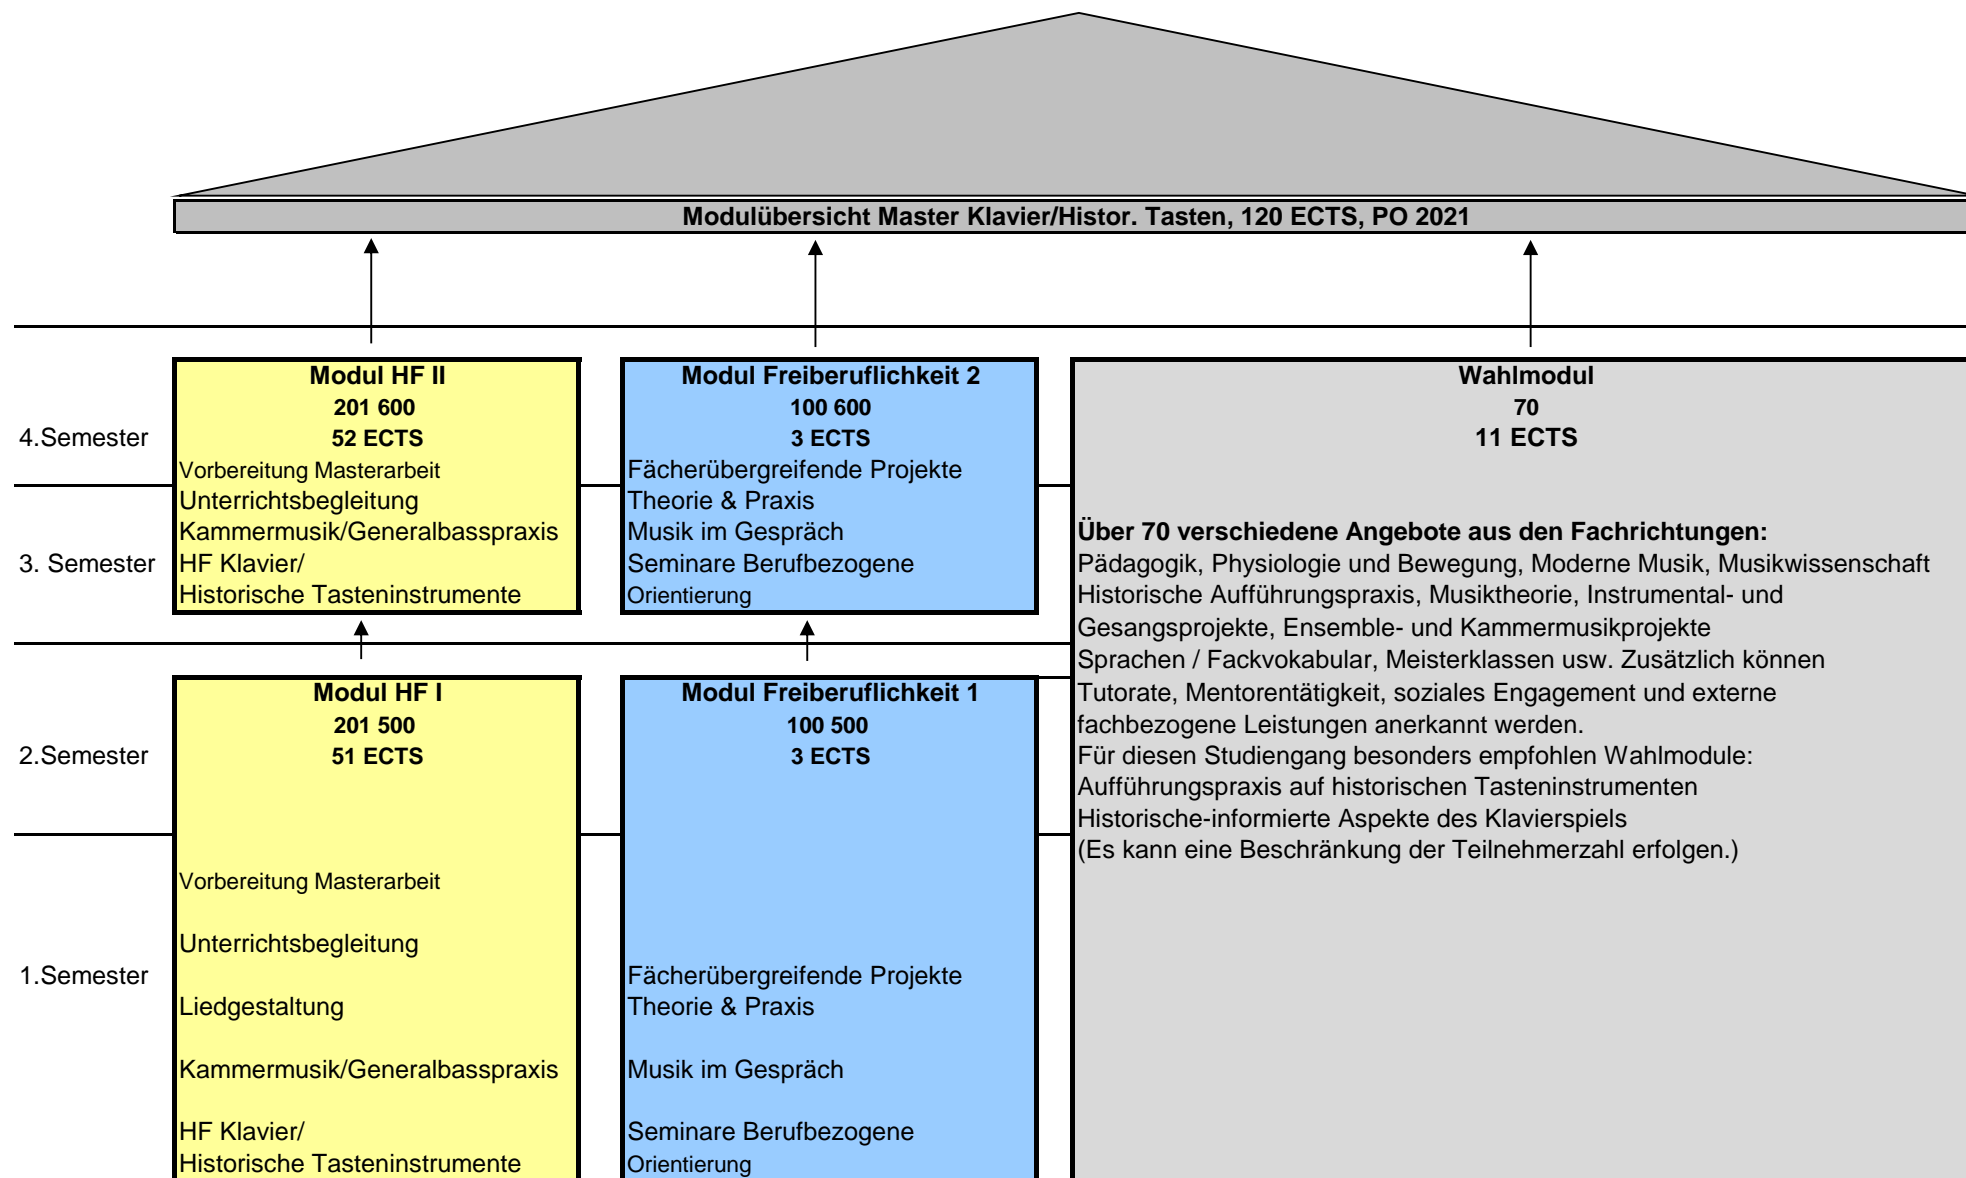 Modulübersicht Master Klavier/Histor. Tasten, 120 ECTS, PO 2021
4.Semester
3. Semester
Modul HF II
201 600
52 ECTS
Vorbereitung Masterarbeit
Unterrichtsbegleitung
Kammermusik/Generalbasspraxis
HF Klavier/
Historische Tasteninstrumente
Modul Freiberuflichkeit 2
100 600
3 ECTS
Fächerübergreifende Projekte
Theorie & Praxis
Musik im Gespräch
Seminare Berufbezogene
Orientierung
Wahlmodul
70
11 ECTS
Über 70 verschiedene Angebote aus den Fachrichtungen:
Pädagogik, Physiologie und Bewegung, Moderne Musik, Musikwissenschaft
Historische Aufführungspraxis, Musiktheorie, Instrumental- und
Gesangsprojekte, Ensemble- und Kammermusikprojekte
Sprachen / Fackvokabular, Meisterklassen usw. Zusätzlich können
Tutorate, Mentorentätigkeit, soziales Engagement und externe
fachbezogene Leistungen anerkannt werden.
Für diesen Studiengang besonders empfohlen Wahlmodule:
Aufführungspraxis auf historischen Tasteninstrumenten
Historische-informierte Aspekte des Klavierspiels
(Es kann eine Beschränkung der Teilnehmerzahl erfolgen.)
2.Semester
1.Semester
Modul HF I
201 500
51 ECTS
Vorbereitung Masterarbeit
Unterrichtsbegleitung
Liedgestaltung
Kammermusik/Generalbasspraxis
HF Klavier/
Historische Tasteninstrumente
Modul Freiberuflichkeit 1
100 500
3 ECTS
Fächerübergreifende Projekte
Theorie & Praxis
Musik im Gespräch
Seminare Berufbezogene
Orientierung